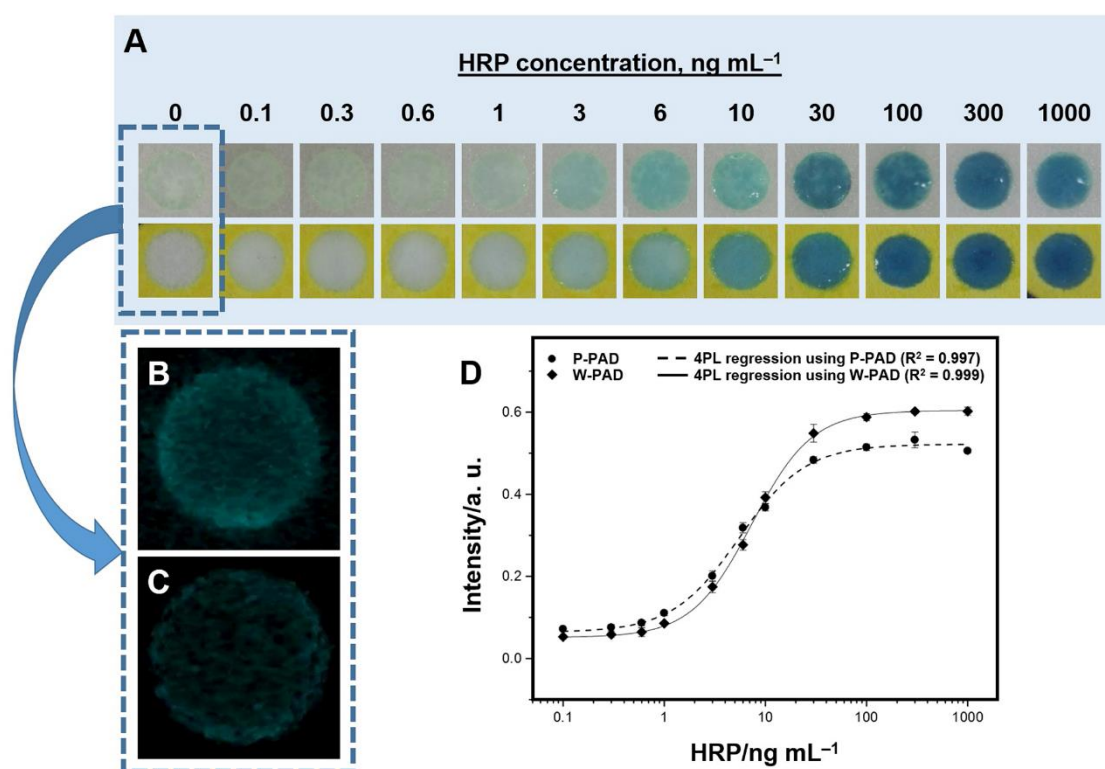 A
HRP concentration, ng mL⁻¹
0 0.1 0.3 0.6 1 3 6 10 30 100 300 1000
B
C
D
P-PAD 4PL regression using P-PAD (R² = 0.997)
W-PAD 4PL regression using W-PAD (R² = 0.999)
Intensity/a. u.
0.6
0.4
0.2
0.0
0.1 1 10 100 1000
HRP/ng mL⁻¹